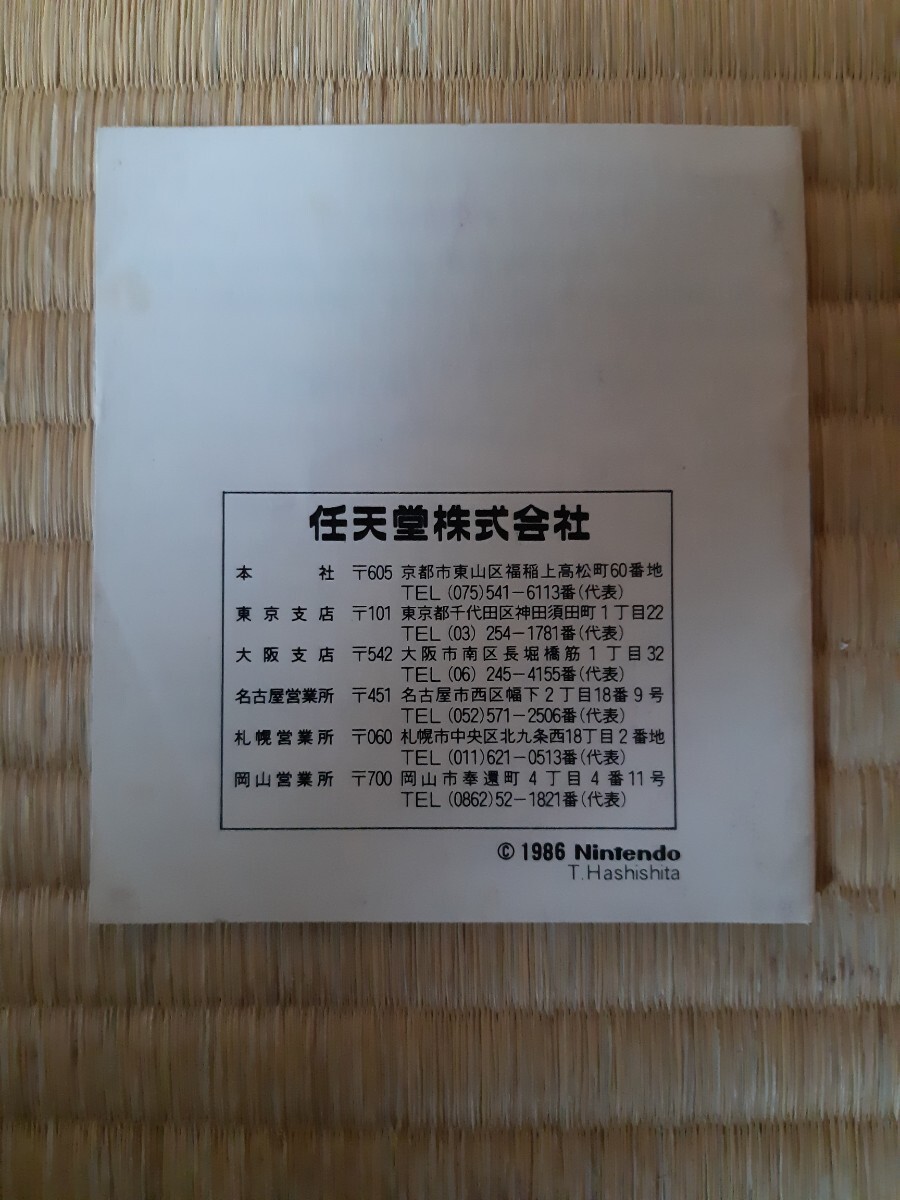 任天堂株式会社
本社 〒605 京都市東山区福稲上高松町60番地
TEL (075)541-6113番(代表)
東京支店 〒101 東京都千代田区神田須田町1丁目22
TEL (03) 254-1781番(代表)
大阪支店 〒542 大阪市南区長堀橋筋1丁目32
TEL (06) 245-4155番(代表)
名古屋営業所 〒451 名古屋市西区幅下2丁目18番9号
TEL (052)571-2506番(代表)
札幌営業所 〒060 札幌市中央区北九条西18丁目2番地
TEL (011)621-0513番(代表)
岡山営業所 〒700 岡山市奉還町4丁目4番11号
TEL (0862)52-1821番(代表)
© 1986 Nintendo
T.Hashishita